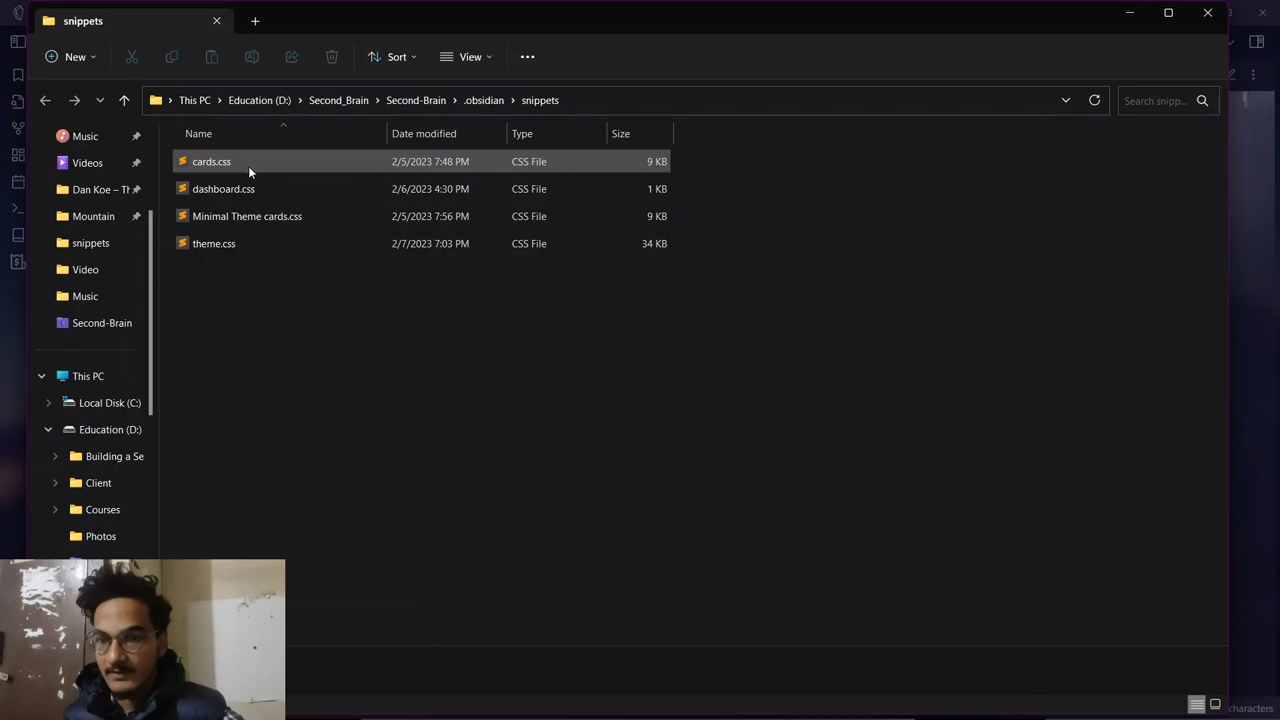 snippets
New
Sort
View
This PC
Education (D:)
Second_Brain
Second-Brain
.obsidian
snippets
Search snipp...
Name
Date modified
Type
Size
cards.css
2/5/2023 7:48 PM
CSS File
9 KB
dashboard.css
2/6/2023 4:30 PM
CSS File
1 KB
Minimal Theme cards.css
2/5/2023 7:56 PM
CSS File
9 KB
theme.css
2/7/2023 7:03 PM
CSS File
34 KB
Music
Videos
Dan Koe – Th
Mountain
snippets
Video
Music
Second-Brain
This PC
Local Disk (C:)
Education (D:)
Building a Se
Client
Courses
Photos
characters